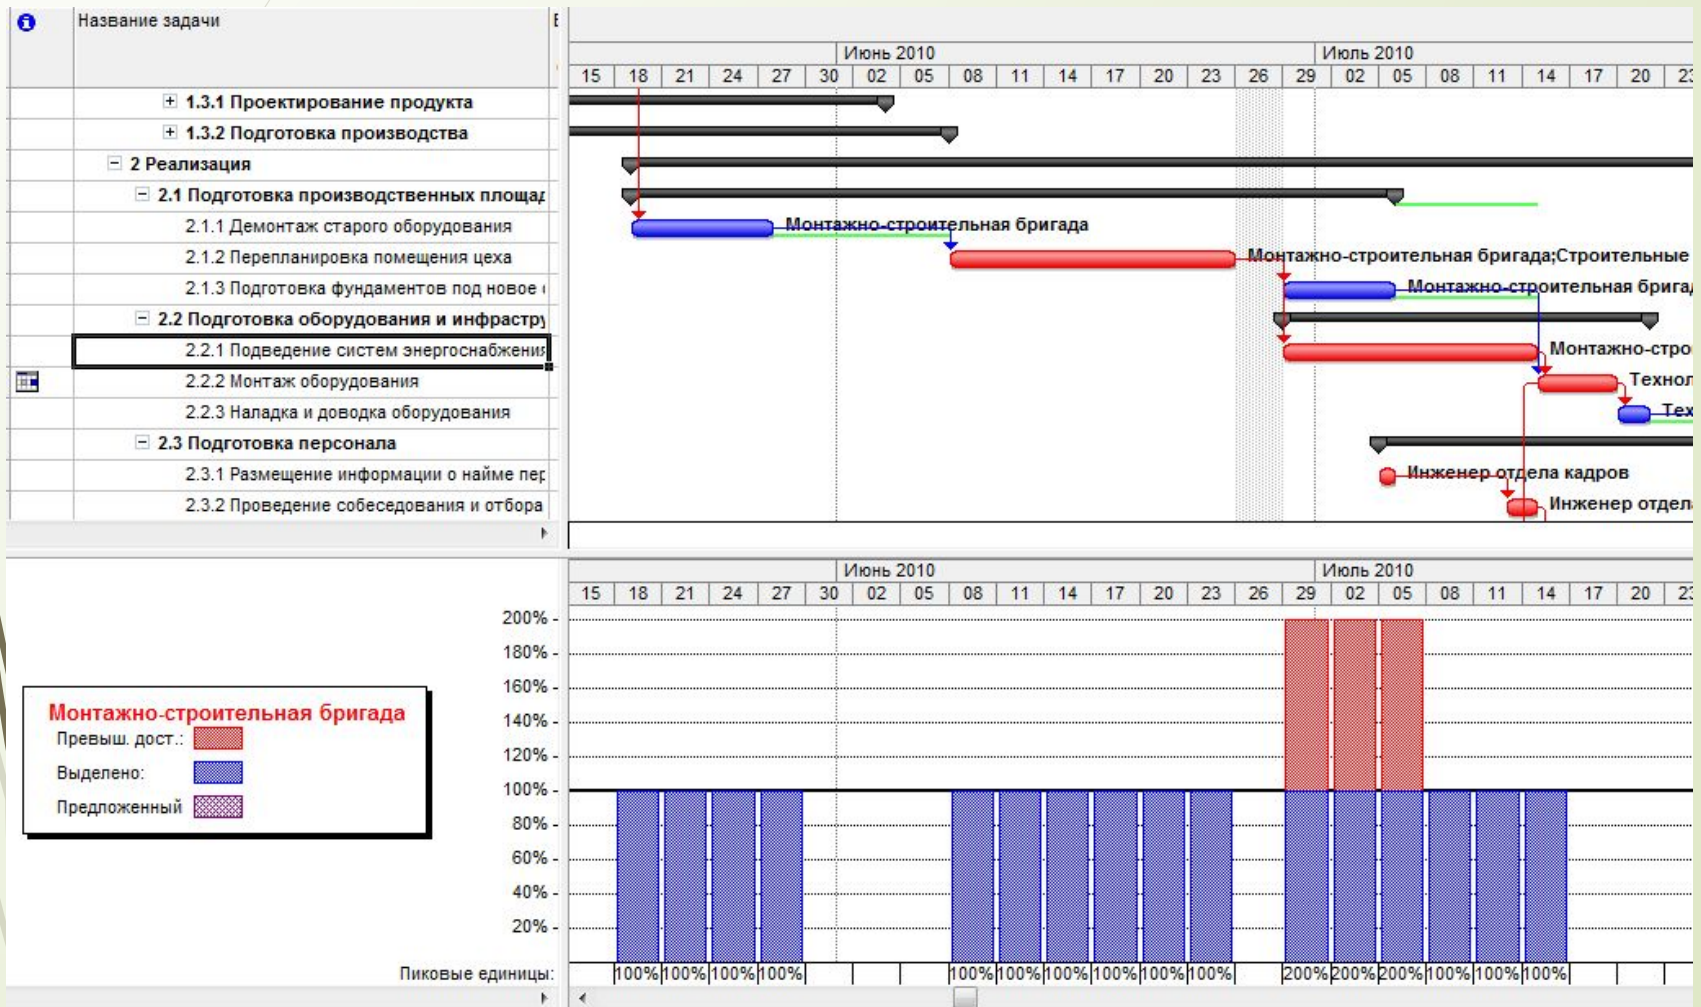 Название задачи
Июнь 2010 Июль 2010
15 18 21 24 27 30 02 05 08 11 14 17 20 23 26 29 02 05 08 11 14 17 20 23
1.3.1 Проектирование продукта
1.3.2 Подготовка производства
2 Реализация
2.1 Подготовка производственных площад
2.1.1 Демонтаж старого оборудования Монтажно-строительная бригада
2.1.2 Перепланировка помещения цеха Монтажно-строительная бригада;Строительные
2.1.3 Подготовка фундаментов под новое Монтажно-строительная бригад
2.2 Подготовка оборудования и инфрастру
2.2.1 Подведение систем энергоснабжения Монтажно-стро
2.2.2 Монтаж оборудования Технол
2.2.3 Наладка и доводка оборудования Тех
2.3 Подготовка персонала
2.3.1 Размещение информации о найме пер Инженер отдела кадров
2.3.2 Проведение собеседования и отбора Инженер отдел
Июнь 2010 Июль 2010
15 18 21 24 27 30 02 05 08 11 14 17 20 23 26 29 02 05 08 11 14 17 20 23
200%
180%
160%
140%
120%
100%
80%
60%
40%
20%
Монтажно-строительная бригада
Превыш. дост.:
Выделено:
Предложенный
Пиковые единицы: 100% 100% 100% 100% 100% 100% 100% 100% 100% 100% 200% 200% 200% 100% 100% 100%